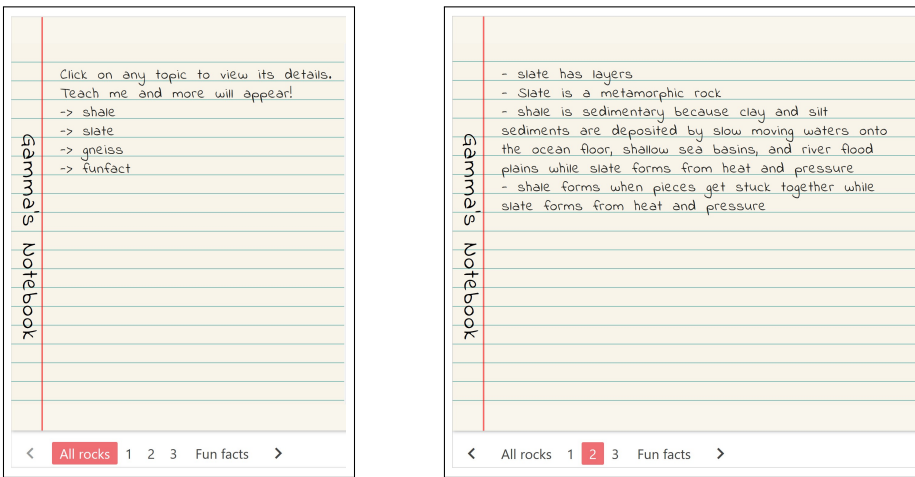 Click on any topic to view its details.
Teach me and more will appear!
-> shale
-> slate
-> gneiss
-> funfact
Gamma's Notebook
All rocks 1 2 3 Fun facts
- slate has layers
- Slate is a metamorphic rock
- shale is sedimentary because clay and silt
sediments are deposited by slow moving waters onto
the ocean floor, shallow sea basins, and river flood
plains while slate forms from heat and pressure
- shale forms when pieces get stuck together while
slate forms from heat and pressure
Gamma's Notebook
All rocks 1 2 3 Fun facts